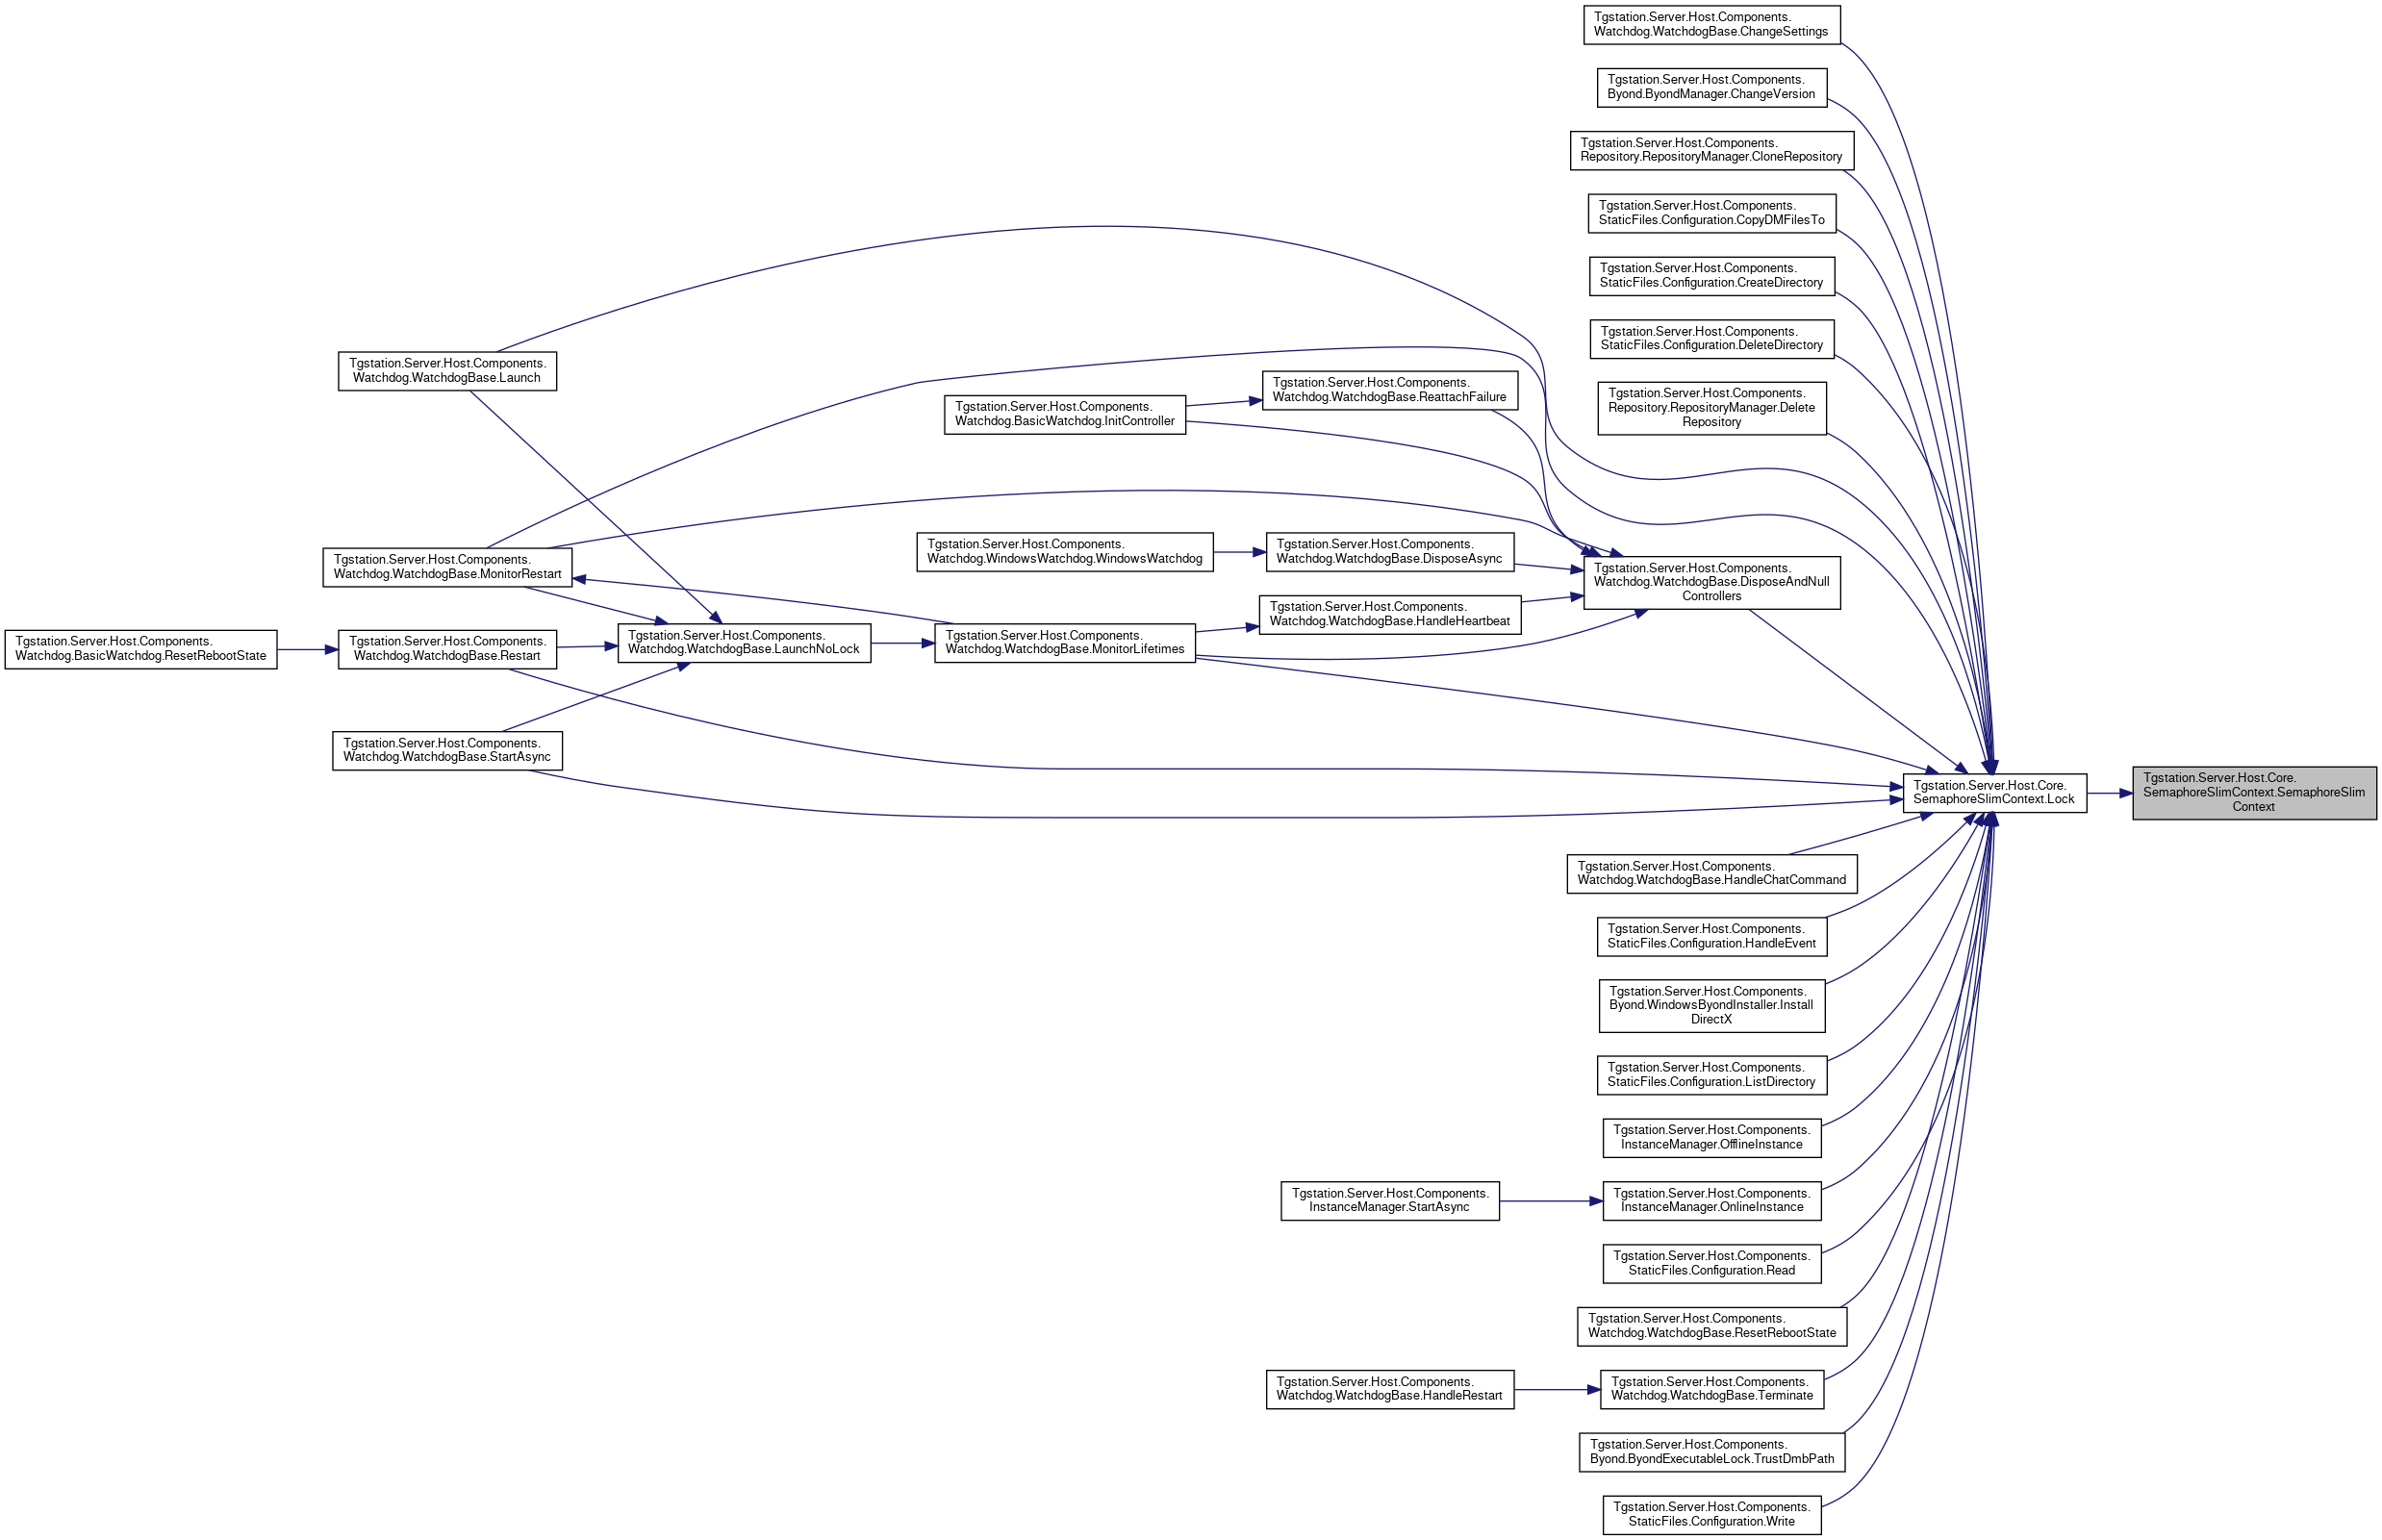 Tgstation.Server.Host.Components.
Watchdog.WatchdogBase.ChangeSettings
Tgstation.Server.Host.Components.
Byond.ByondManager.ChangeVersion
Tgstation.Server.Host.Components.
Repository.RepositoryManager.CloneRepository
Tgstation.Server.Host.Components.
StaticFiles.Configuration.CopyDMFilesTo
Tgstation.Server.Host.Components.
StaticFiles.Configuration.CreateDirectory
Tgstation.Server.Host.Components.
StaticFiles.Configuration.DeleteDirectory
Tgstation.Server.Host.Components.
Watchdog.WatchdogBase.Launch
Tgstation.Server.Host.Components.
Watchdog.WatchdogBase.ReattachFailure
Tgstation.Server.Host.Components.
Repository.RepositoryManager.Delete
Repository
Tgstation.Server.Host.Components.
Watchdog.BasicWatchdog.InitController
Tgstation.Server.Host.Components.
Watchdog.WatchdogBase.MonitorRestart
Tgstation.Server.Host.Components.
Watchdog.WindowsWatchdog.WindowsWatchdog
Tgstation.Server.Host.Components.
Watchdog.WatchdogBase.DisposeAsync
Tgstation.Server.Host.Components.
Watchdog.WatchdogBase.DisposeAndNull
Controllers
Tgstation.Server.Host.Components.
Watchdog.WatchdogBase.HandleHeartbeat
Tgstation.Server.Host.Components.
Watchdog.BasicWatchdog.ResetRebootState
Tgstation.Server.Host.Components.
Watchdog.WatchdogBase.Restart
Tgstation.Server.Host.Components.
Watchdog.WatchdogBase.LaunchNoLock
Tgstation.Server.Host.Components.
Watchdog.WatchdogBase.MonitorLifetimes
Tgstation.Server.Host.Components.
Watchdog.WatchdogBase.StartAsync
Tgstation.Server.Host.Core.
SemaphoreSlimContext.Lock
Tgstation.Server.Host.Core.
SemaphoreSlimContext.SemaphoreSlim
Context
Tgstation.Server.Host.Components.
Watchdog.WatchdogBase.HandleChatCommand
Tgstation.Server.Host.Components.
StaticFiles.Configuration.HandleEvent
Tgstation.Server.Host.Components.
Byond.WindowsByondInstaller.Install
DirectX
Tgstation.Server.Host.Components.
StaticFiles.Configuration.ListDirectory
Tgstation.Server.Host.Components.
InstanceManager.OfflineInstance
Tgstation.Server.Host.Components.
InstanceManager.StartAsync
Tgstation.Server.Host.Components.
InstanceManager.OnlineInstance
Tgstation.Server.Host.Components.
StaticFiles.Configuration.Read
Tgstation.Server.Host.Components.
Watchdog.WatchdogBase.ResetRebootState
Tgstation.Server.Host.Components.
Watchdog.WatchdogBase.HandleRestart
Tgstation.Server.Host.Components.
Watchdog.WatchdogBase.Terminate
Tgstation.Server.Host.Components.
Byond.ByondExecutableLock.TrustDmbPath
Tgstation.Server.Host.Components.
StaticFiles.Configuration.Write